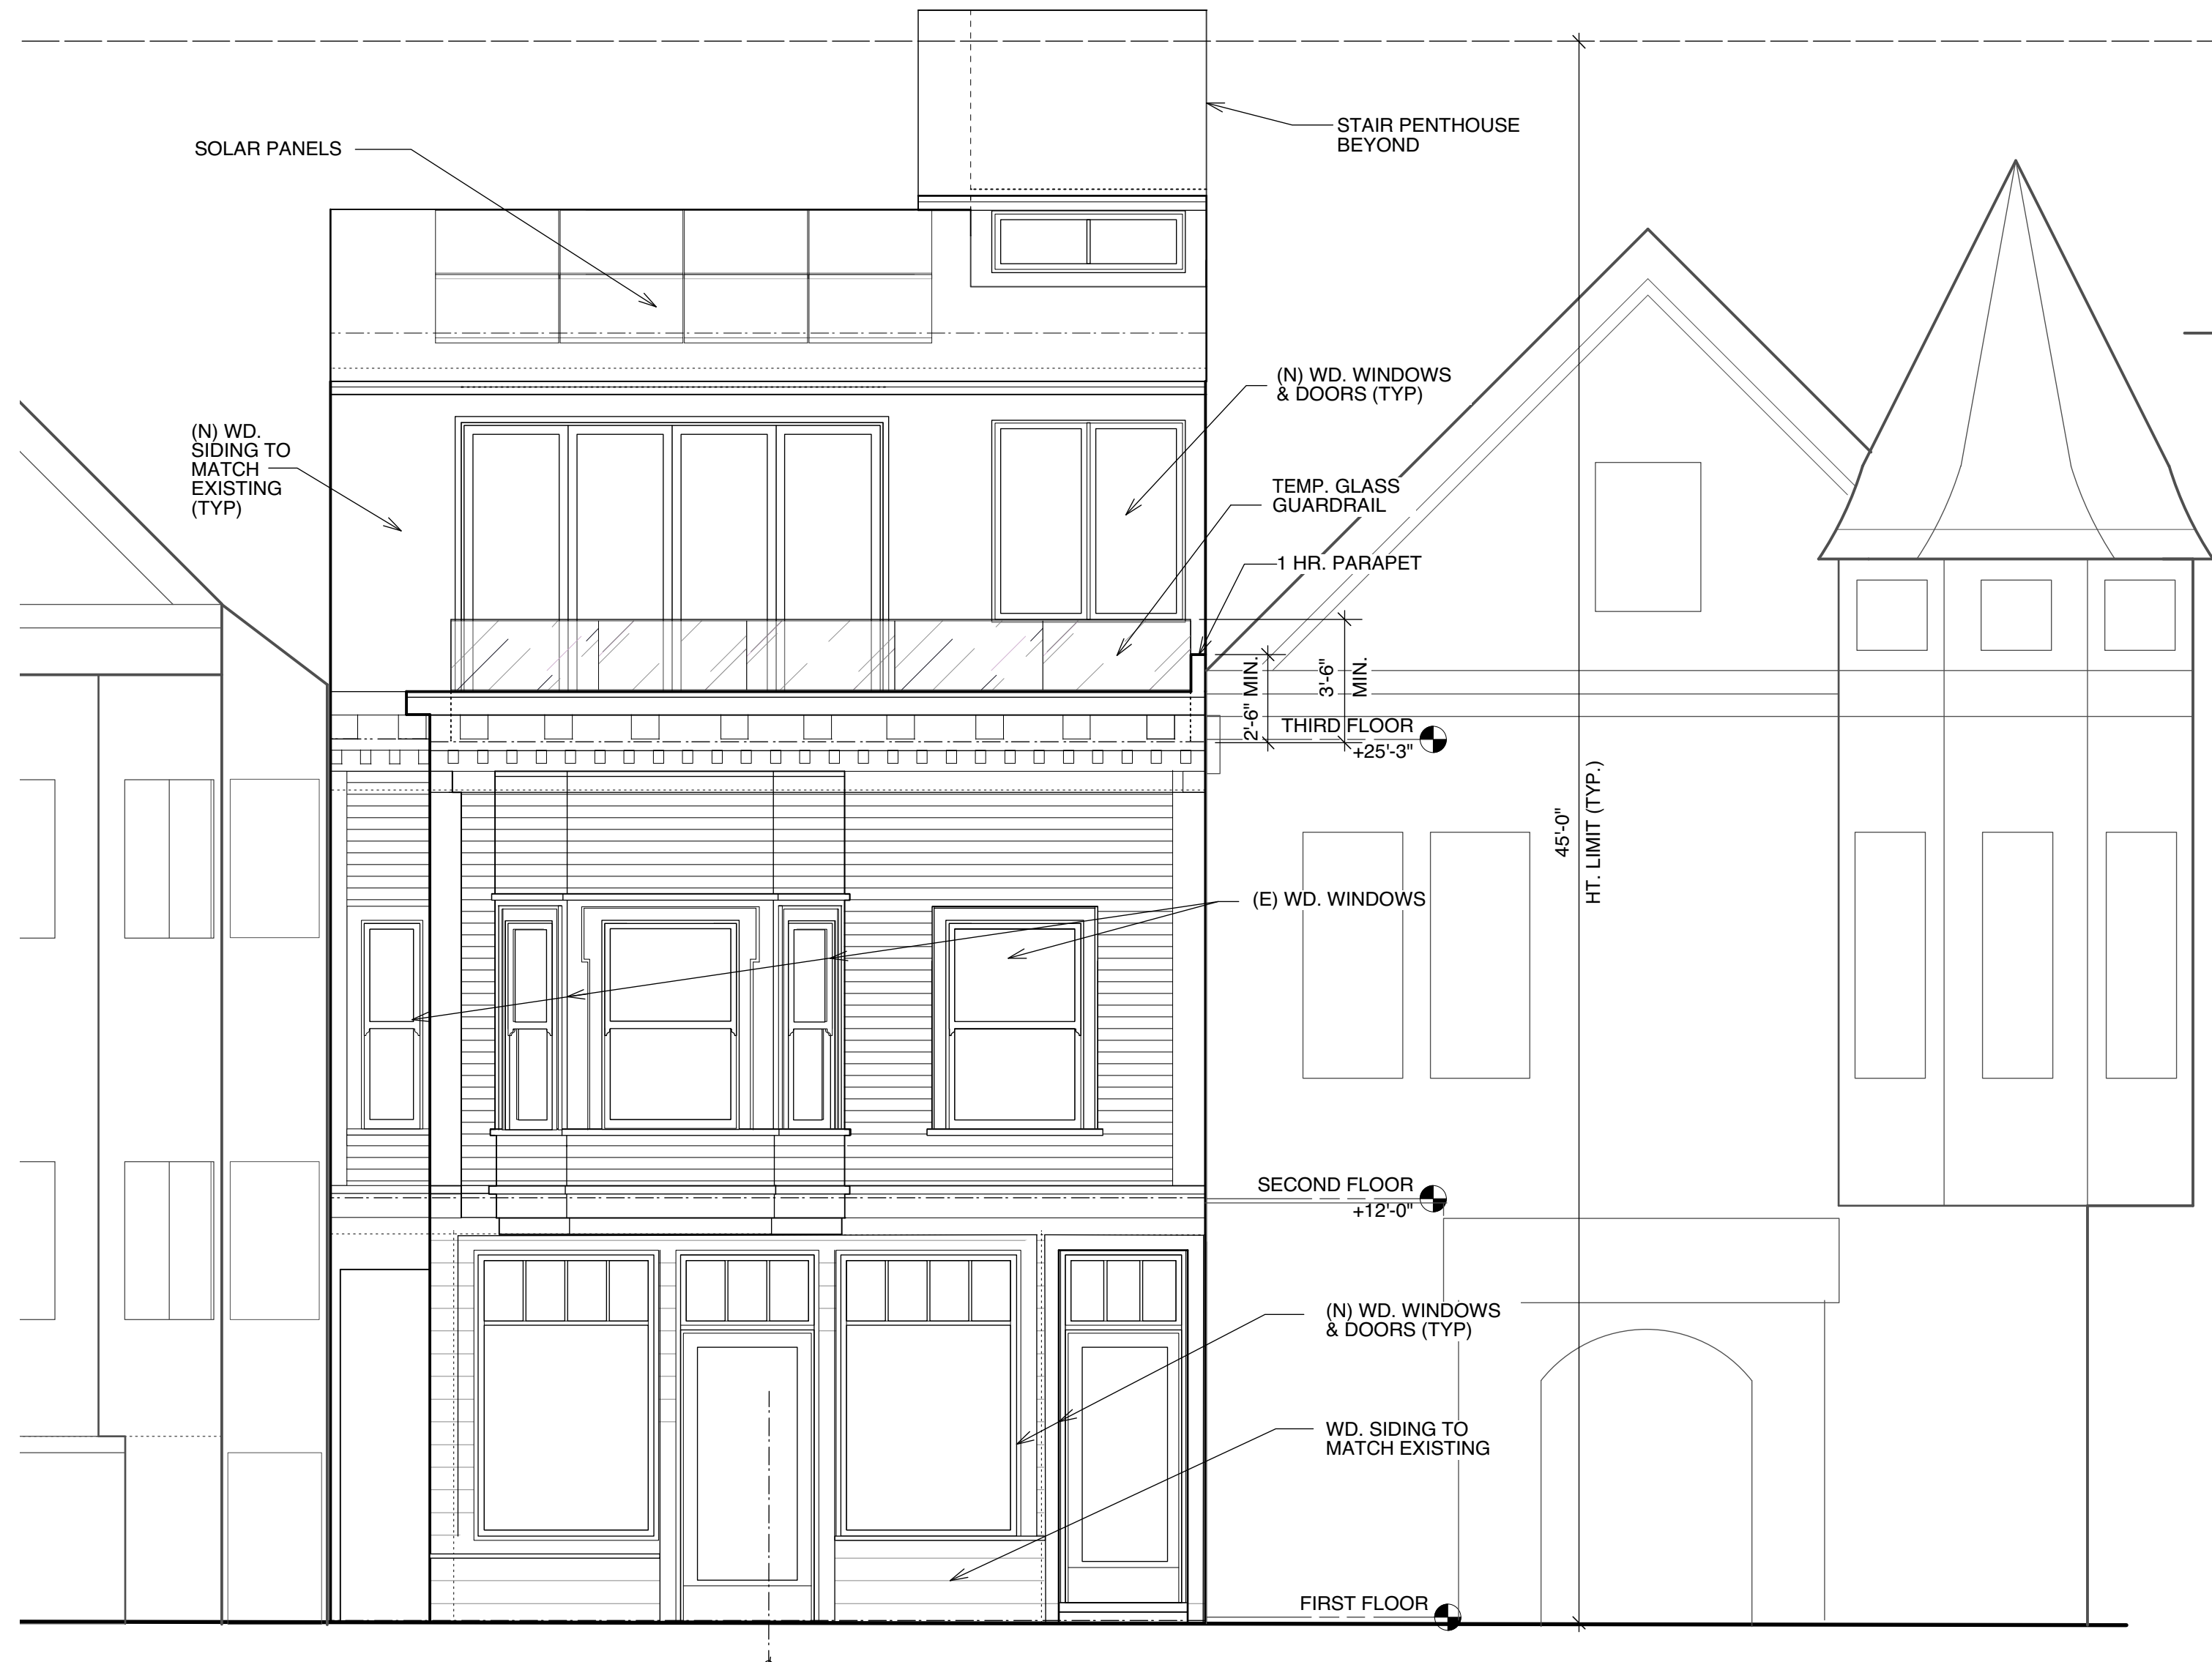 STAIR PENTHOUSE
BEYOND
SOLAR PANELS
(N) WD. WINDOWS
& DOORS (TYP)
(N) WD.
SIDING TO
MATCH
EXISTING
(TYP)
TEMP. GLASS
GUARDRAIL
1 HR. PARAPET
2'-6" MIN.
3'-6"
MIN.
THIRD FLOOR
+25'-3"
45'-0"
HT. LIMIT (TYP.)
(E) WD. WINDOWS
SECOND FLOOR
+12'-0"
(N) WD. WINDOWS
& DOORS (TYP)
WD. SIDING TO
MATCH EXISTING
FIRST FLOOR